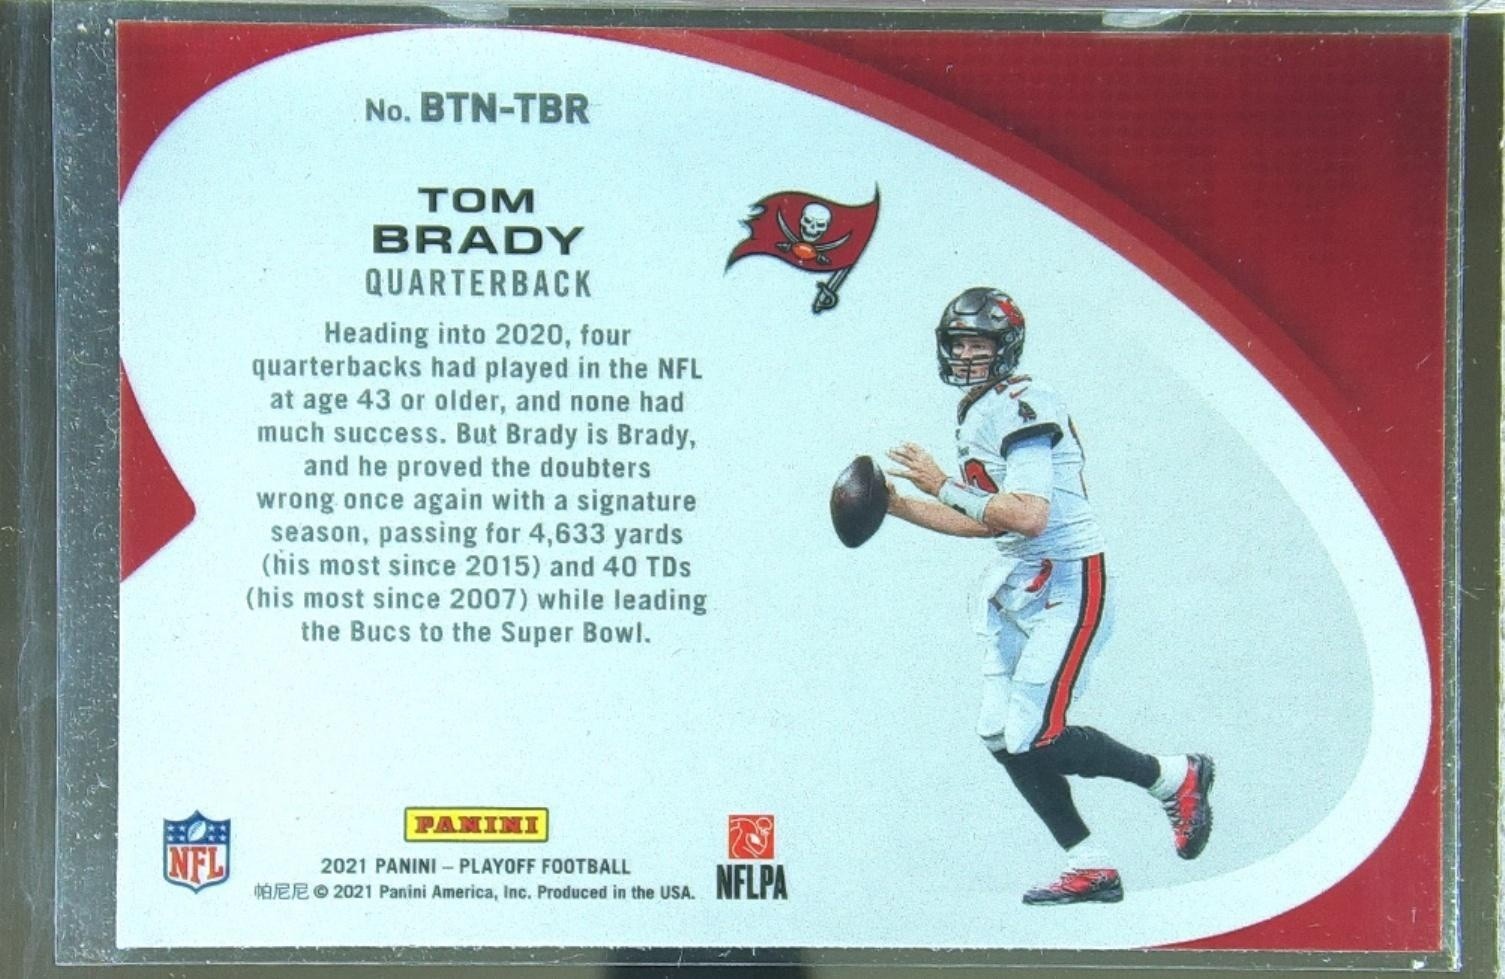 No. BTN-TBR
TOM
BRADY
QUARTERBACK
Heading into 2020, four
quarterbacks had played in the NFL
at age 43 or older, and none had
much success. But Brady is Brady,
and he proved the doubters
wrong once again with a signature
season, passing for 4,633 yards
(his most since 2015) and 40 TDs
(his most since 2007) while leading
the Bucs to the Super Bowl.
NFL
PANINI
2021 PANINI – PLAYOFF FOOTBALL
帕尼尼 © 2021 Panini America, Inc. Produced in the USA.
NFLPA